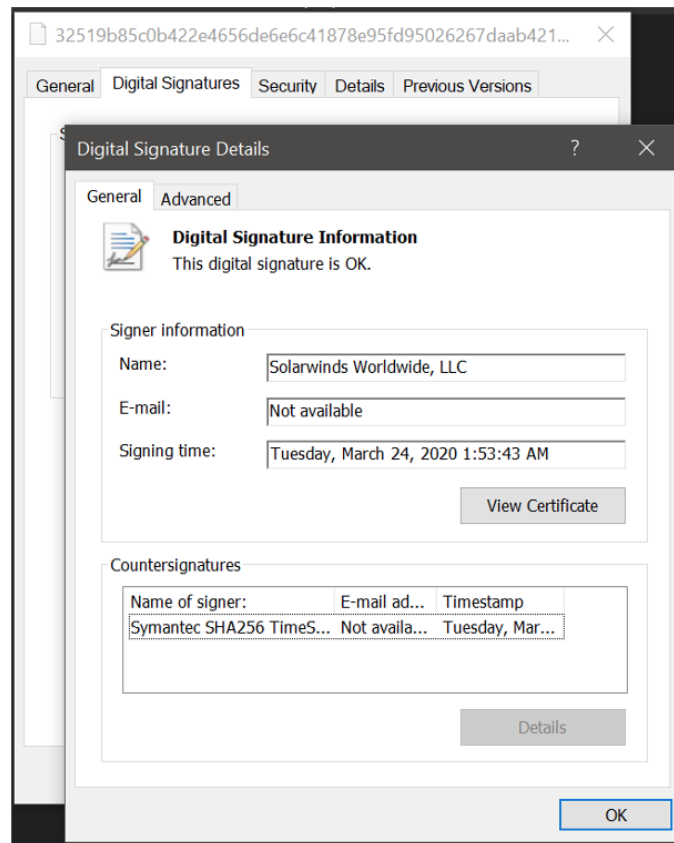 32519b85c0b422e4656de6e6c41878e95fd95026267daab421...
General Digital Signatures Security Details Previous Versions
Digital Signature Details
General Advanced
Digital Signature Information
This digital signature is OK.
Signer information
Name: Solarwinds Worldwide, LLC
E-mail: Not available
Signing time: Tuesday, March 24, 2020 1:53:43 AM
View Certificate
Countersignatures
Name of signer: E-mail ad... Timestamp
Symantec SHA256 TimeS... Not availa... Tuesday, Mar...
Details
OK